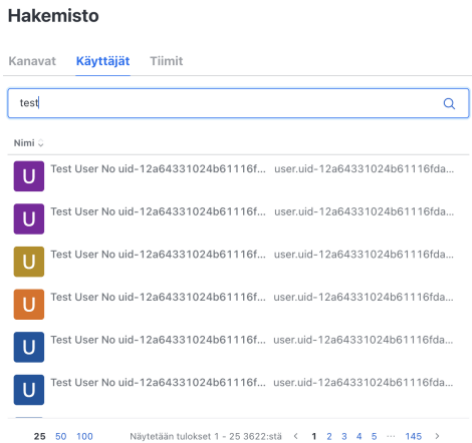 Hakemisto
Kanavat Käyttäjät Tiimit
test
Nimi
U Test User No uid-12a64331024b61116f... user.uid-12a64331024b61116fda...
U Test User No uid-12a64331024b61116f... user.uid-12a64331024b61116fda...
U Test User No uid-12a64331024b61116f... user.uid-12a64331024b61116fda...
U Test User No uid-12a64331024b61116f... user.uid-12a64331024b61116fda...
U Test User No uid-12a64331024b61116f... user.uid-12a64331024b61116fda...
U Test User No uid-12a64331024b61116f... user.uid-12a64331024b61116fda...
25 50 100 Näytetään tulokset 1 - 25 3622:stä < 1 2 3 4 5 ... 145 >